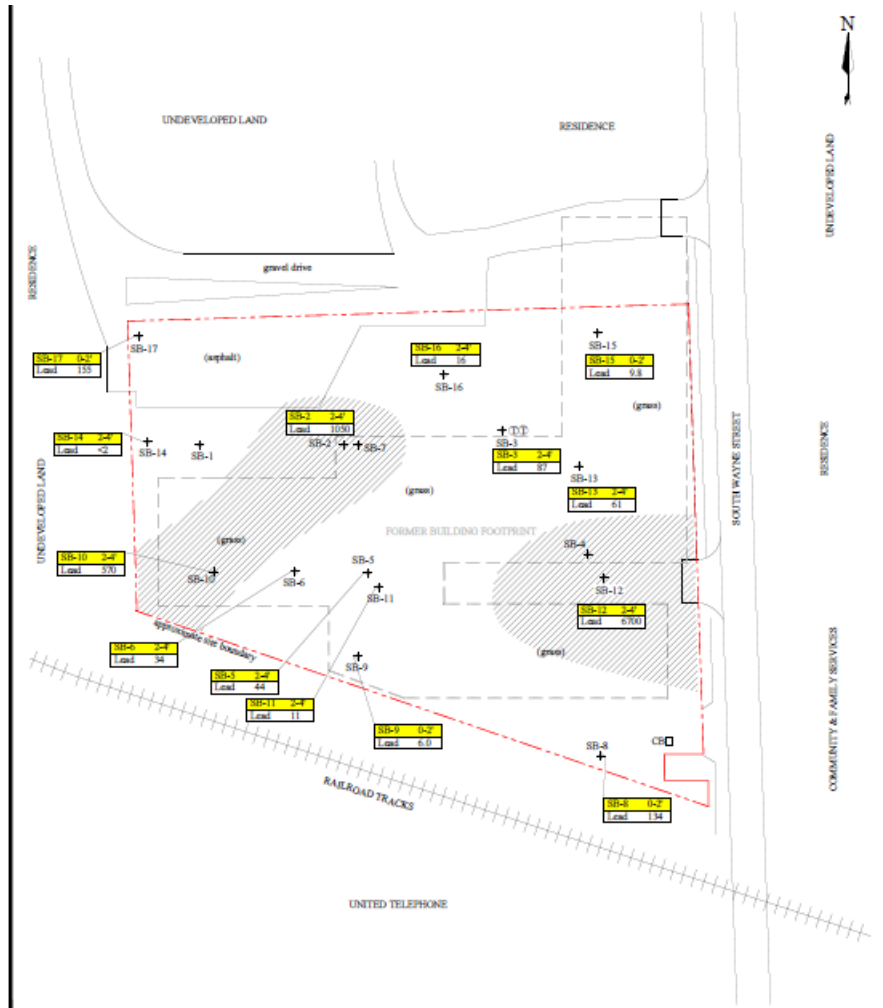 N
UNDEVELOPED LAND
RESIDENCE
UNDEVELOPED LAND
RESIDENCE
gravel drive
SB-17 0-2'
Lead 155
SB-17
(asphalt)
SB-16 2-4'
Lead 16
SB-16
SB-15
SB-15 0-2'
Lead 9.8
(grass)
SB-2 2-4'
Lead 1050
SB-14 2-4'
Lead <2
SB-14
SB-1
SB-2
SB-7
SB-3
SB-3 2-4'
Lead 87
SB-13
SB-13 2-4'
Lead 61
SOUTH WAYNE STREET
RESIDENCE
UNDEVELOPED LAND
(grass)
(grass)
FORMER BUILDING FOOTPRINT
SB-4
SB-10 2-4'
Lead 570
SB-10
SB-6
SB-5
SB-11
SB-12
SB-12 2-4'
Lead 6700
approximate site boundary
(grass)
SB-6 2-4'
Lead 34
SB-9
SB-5 2-4'
Lead 44
SB-11 2-4'
Lead 11
SB-9 0-2'
Lead 6.0
SB-8
CB
COMMUNITY & FAMILY SERVICES
RAILROAD TRACKS
SB-8 0-2'
Lead 134
UNITED TELEPHONE